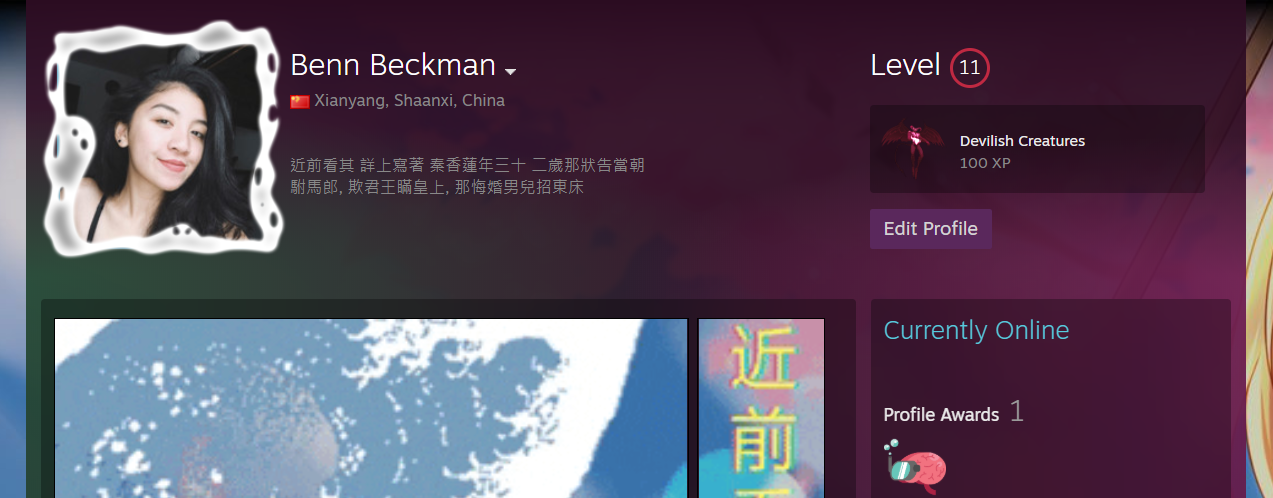 Benn Beckman
Level 11
Xianyang, Shaanxi, China
Devilish Creatures
100 XP
近前看其 詳上寫著 秦香蓮年三十 二歲那狀告當朝
駙馬郎, 欺君王瞞皇上, 那悔婚男兒招東床
Edit Profile
Currently Online
Profile Awards 1
近
前